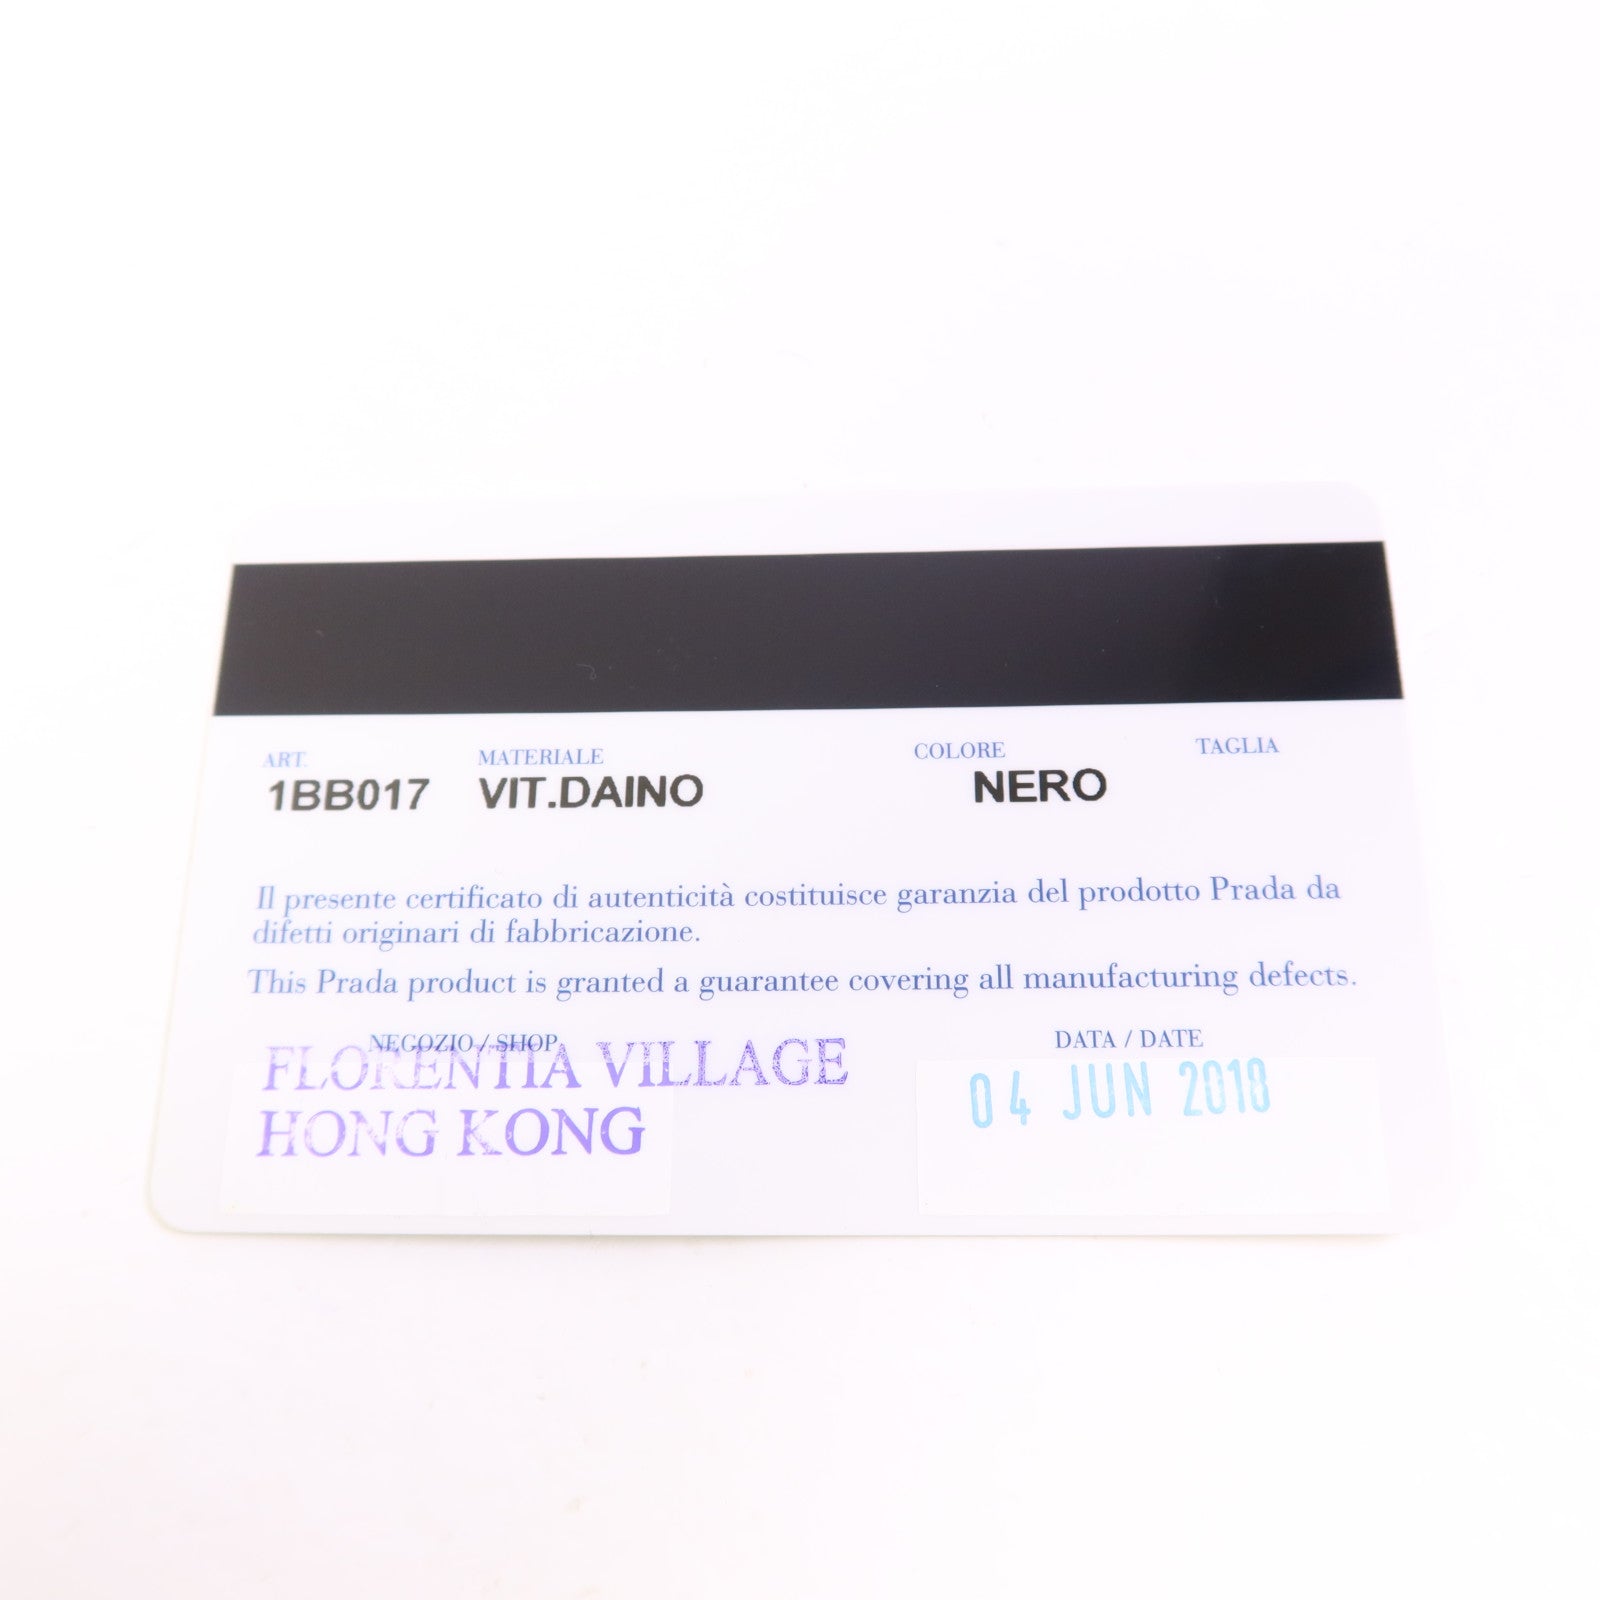 ART. MATERIALE COLORE TAGLIA
1BB017 VIT.DAINO NERO
Il presente certificato di autenticità costituisce garanzia del prodotto Prada da
difetti originari di fabbricazione.
This Prada product is granted a guarantee covering all manufacturing defects.
NEGOZIO / SHOP DATA / DATE
FLORENTIA VILLAGE 04 JUN 2018
HONG KONG